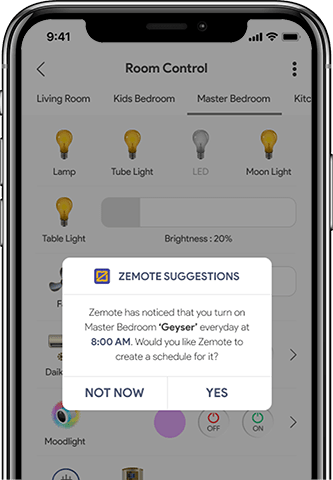 9:41
Room Control
Living Room Kids Bedroom Master Bedroom Kitc
Lamp Tube Light LED Moon Light
Table Light Brightness : 20%
ZEMOTE SUGGESTIONS
Fa
Zemote has noticed that you turn on
Master Bedroom ‘Geyser’ everyday at
8:00 AM. Would you like Zemote to
create a schedule for it?
Daik
NOT NOW YES
Moodlight OFF ON